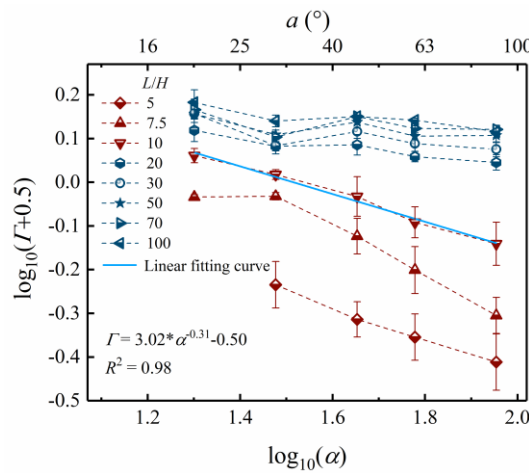 a (°)
16 25 40 63 100
0.2
0.1
0.0
-0.1
-0.2
-0.3
-0.4
-0.5
log₁₀(Γ+0.5)
L/H
5
7.5
10
20
30
50
70
100
Linear fitting curve
Γ = 3.02*α^-0.31-0.50
R² = 0.98
1.2 1.4 1.6 1.8 2.0
log₁₀(α)